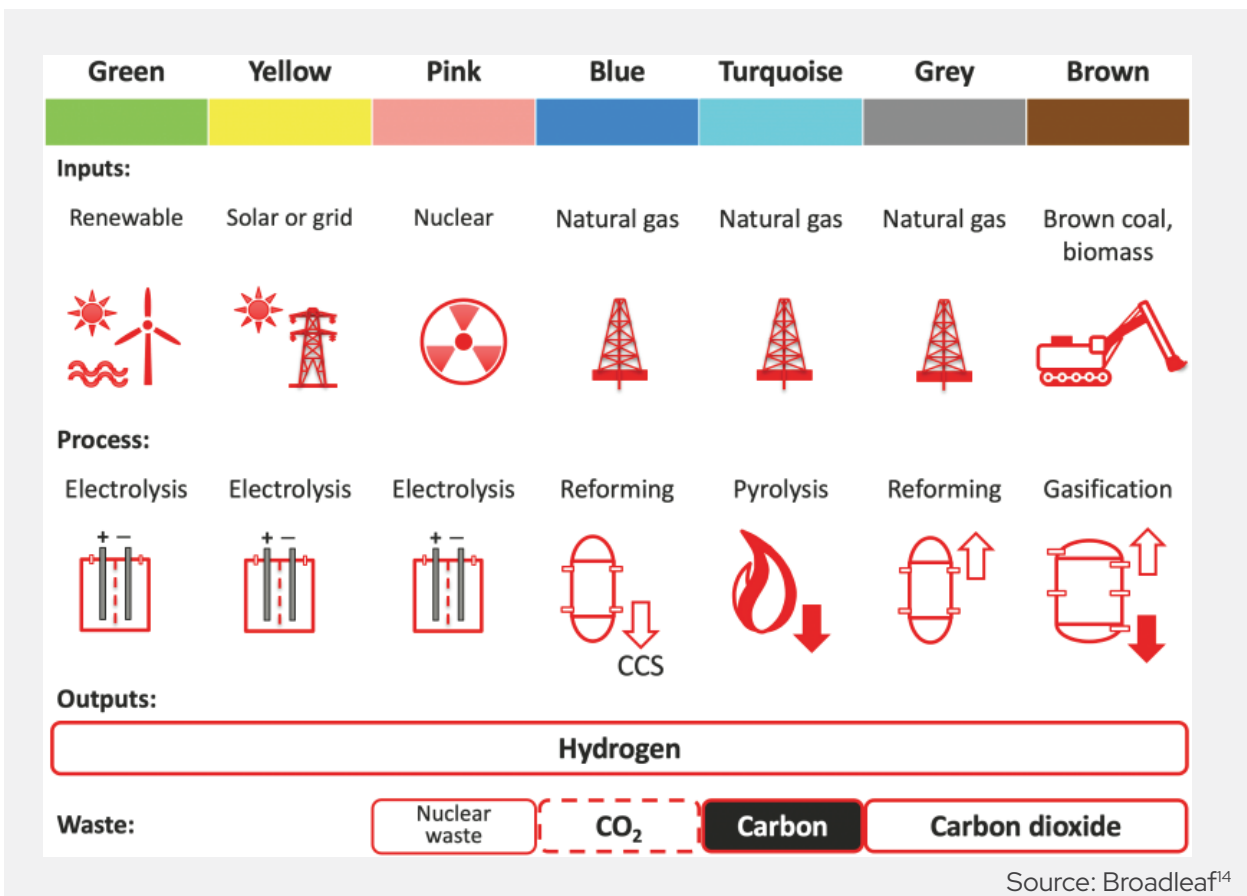 Green Yellow Pink Blue Turquoise Grey Brown
Inputs:
Renewable Solar or grid Nuclear Natural gas Natural gas Natural gas Brown coal,
biomass
Process:
Electrolysis Electrolysis Electrolysis Reforming Pyrolysis Reforming Gasification
+ − + − + −
CCS
Outputs:
Hydrogen
Waste: Nuclear waste CO₂ Carbon Carbon dioxide
Source: Broadleaf¹⁴